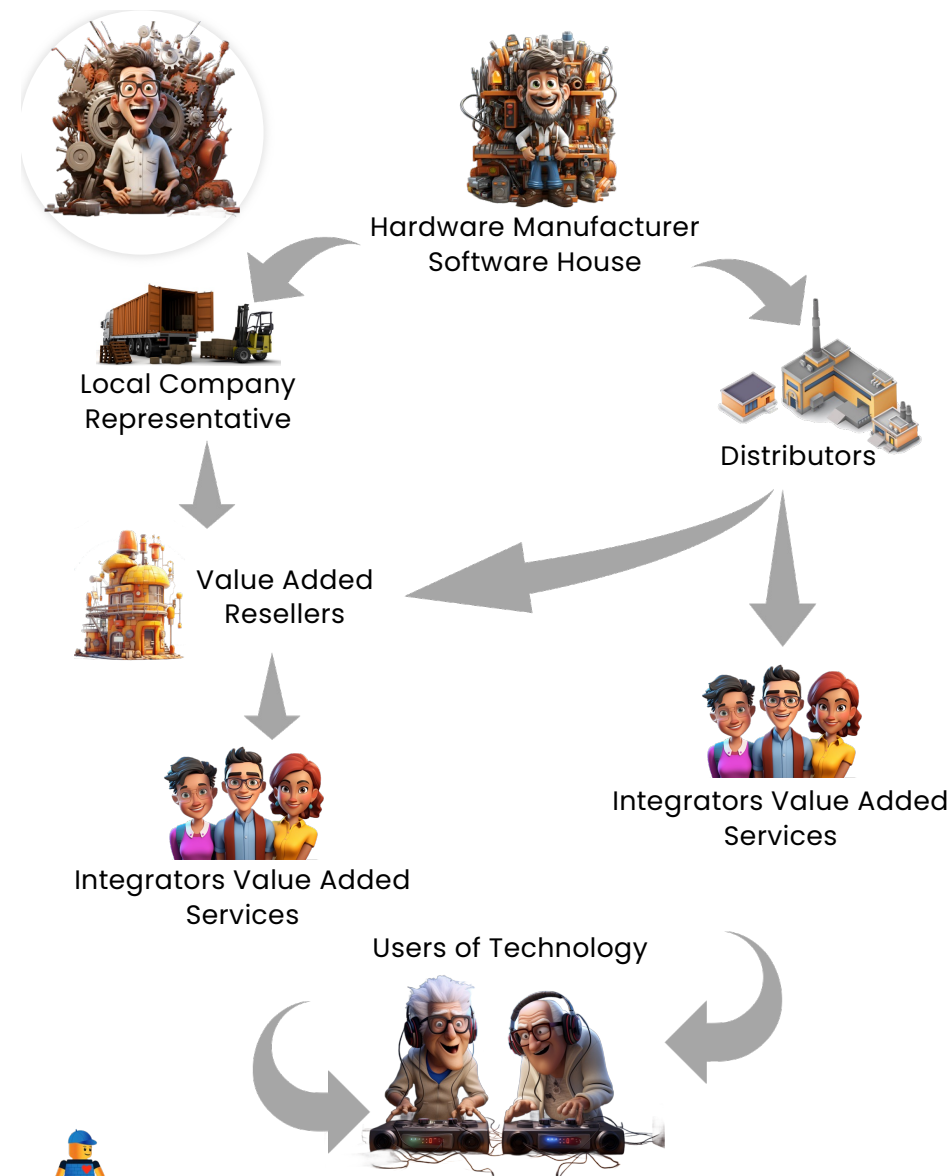 Hardware Manufacturer
Software House
Local Company
Representative
Distributors
Value Added
Resellers
Integrators Value Added
Services
Integrators Value Added
Services
Users of Technology